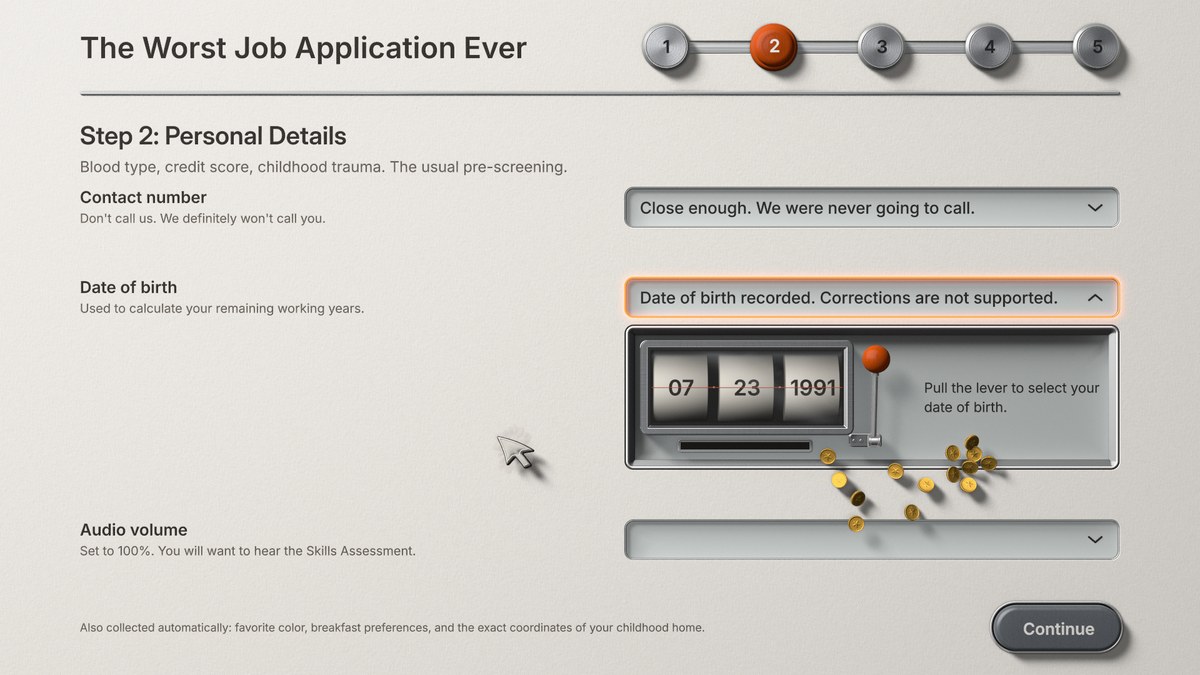 The Worst Job Application Ever
1 2 3 4 5
Step 2: Personal Details
Blood type, credit score, childhood trauma. The usual pre-screening.
Contact number
Don't call us. We definitely won't call you.
Close enough. We were never going to call.
Date of birth
Used to calculate your remaining working years.
Date of birth recorded. Corrections are not supported.
07 23 1991
Pull the lever to select your
date of birth.
Audio volume
Set to 100%. You will want to hear the Skills Assessment.
Also collected automatically: favorite color, breakfast preferences, and the exact coordinates of your childhood home.
Continue